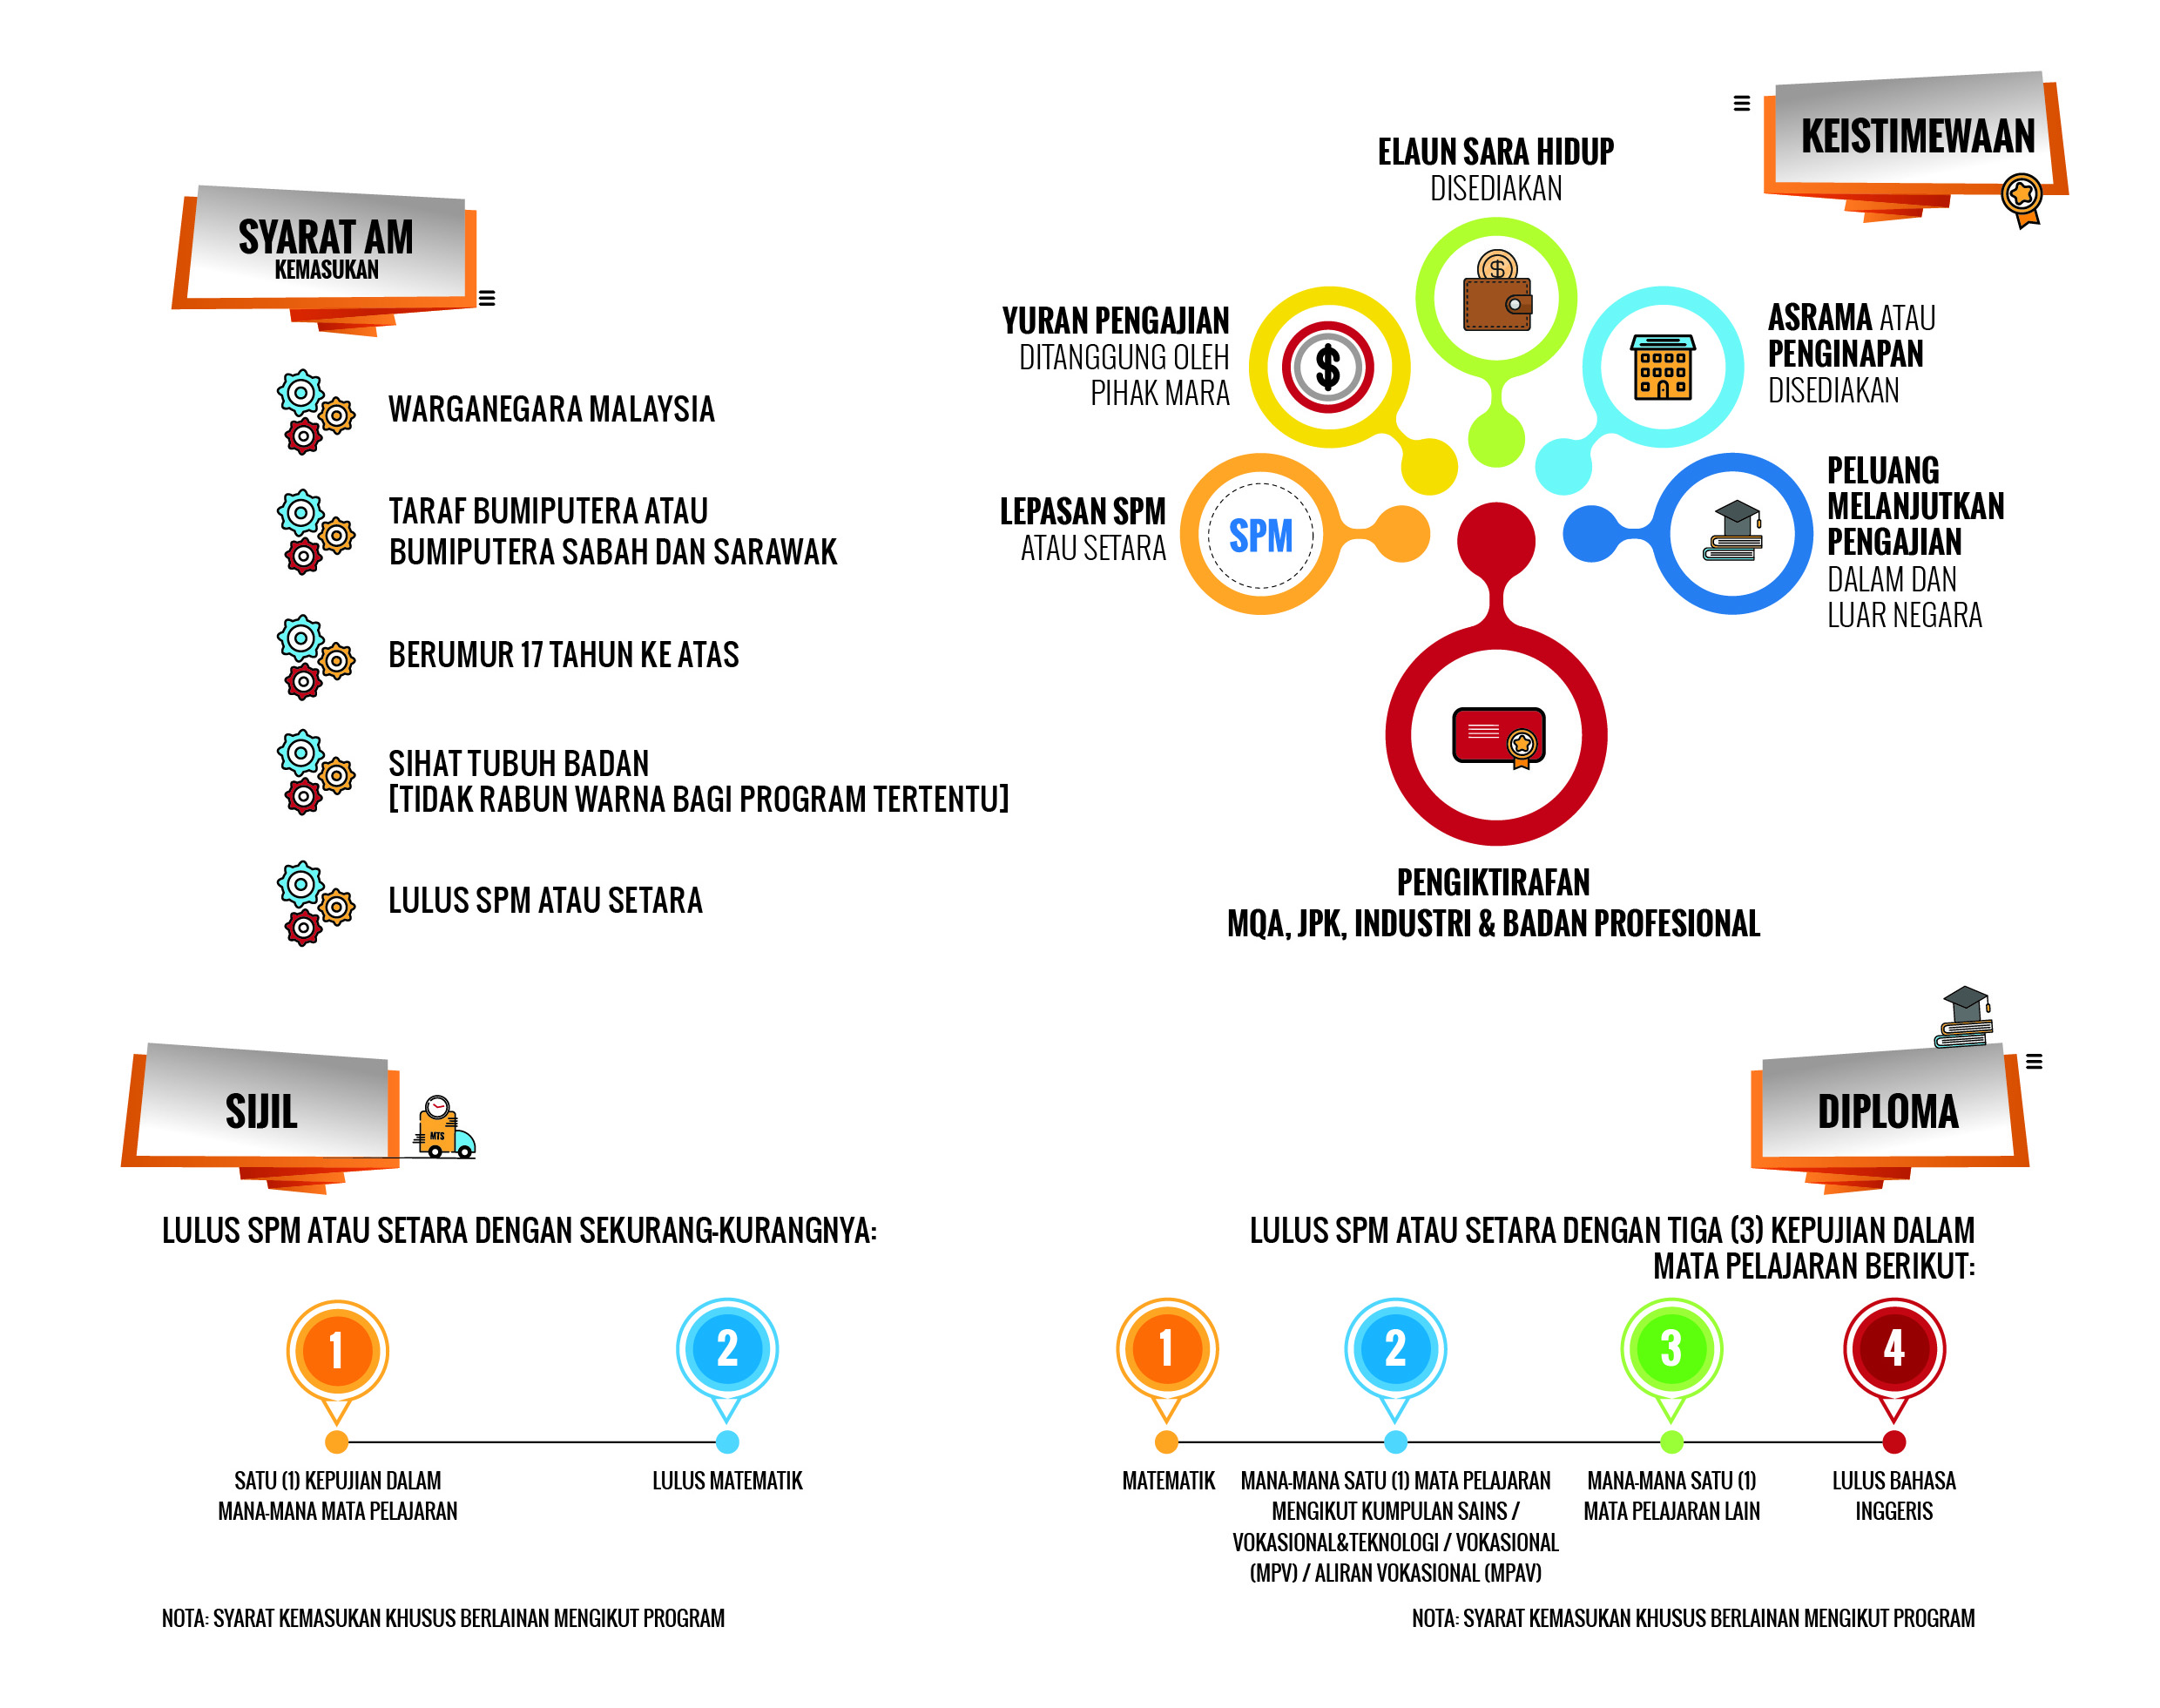 SYARAT AM
KEMASUKAN
WARGANEGARA MALAYSIA
TARAF BUMIPUTERA ATAU
BUMIPUTERA SABAH DAN SARAWAK
BERUMUR 17 TAHUN KE ATAS
SIHAT TUBUH BADAN
[TIDAK RABUN WARNA BAGI PROGRAM TERTENTU]
LULUS SPM ATAU SETARA
KEISTIMEWAAN
LEPASAN SPM
ATAU SETARA
SPM
YURAN PENGAJIAN
DITANGGUNG OLEH
PIHAK MARA
$
ELAUN SARA HIDUP
DISEDIAKAN
$
ASRAMA ATAU
PENGINAPAN
DISEDIAKAN
PELUANG
MELANJUTKAN
PENGAJIAN
DALAM DAN
LUAR NEGARA
PENGIKTIRAFAN
MQA, JPK, INDUSTRI & BADAN PROFESIONAL
SIJIL
MTS
LULUS SPM ATAU SETARA DENGAN SEKURANG-KURANGNYA:
1
SATU (1) KEPUJIAN DALAM
MANA-MANA MATA PELAJARAN
2
LULUS MATEMATIK
NOTA: SYARAT KEMASUKAN KHUSUS BERLAINAN MENGIKUT PROGRAM
DIPLOMA
LULUS SPM ATAU SETARA DENGAN TIGA (3) KEPUJIAN DALAM
MATA PELAJARAN BERIKUT:
1
MATEMATIK
2
MANA-MANA SATU (1) MATA PELAJARAN
MENGIKUT KUMPULAN SAINS /
VOKASIONAL&TEKNOLOGI / VOKASIONAL
(MPV) / ALIRAN VOKASIONAL (MPAV)
3
MANA-MANA SATU (1)
MATA PELAJARAN LAIN
4
LULUS BAHASA
INGGERIS
NOTA: SYARAT KEMASUKAN KHUSUS BERLAINAN MENGIKUT PROGRAM